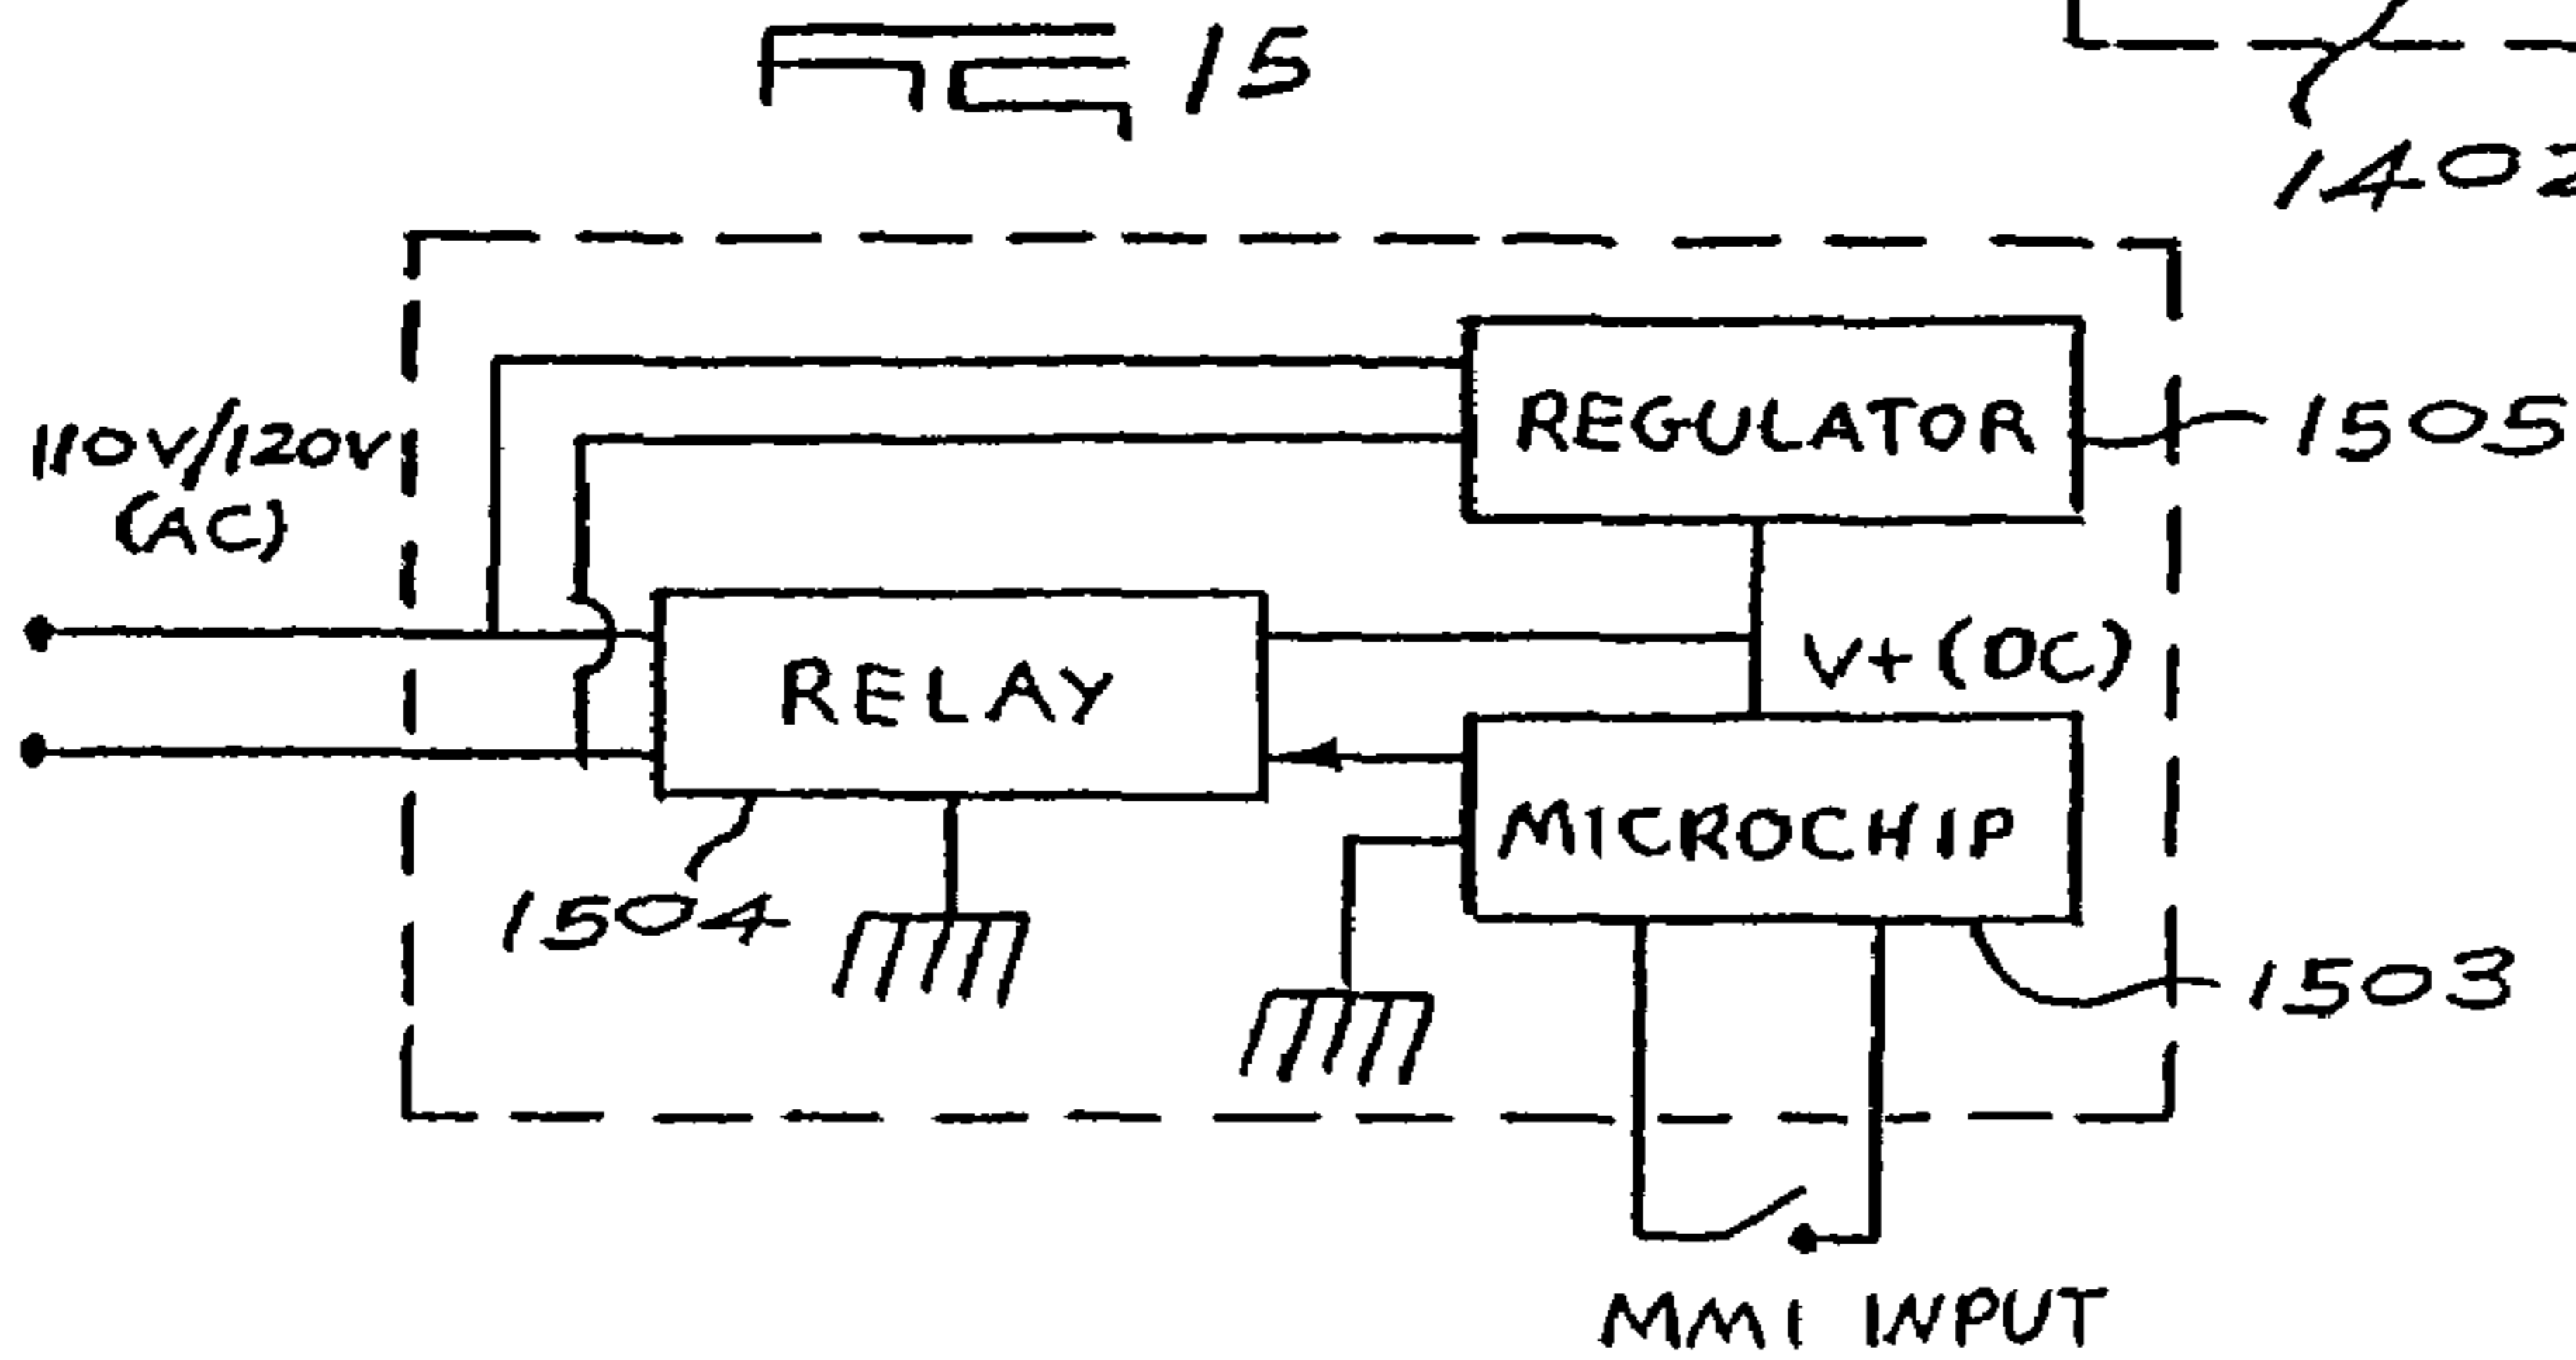 FIG 15
1402
110V/120V
(AC)
REGULATOR
1505
RELAY
V+ (DC)
MICROCHIP
1504
1503
MMI INPUT